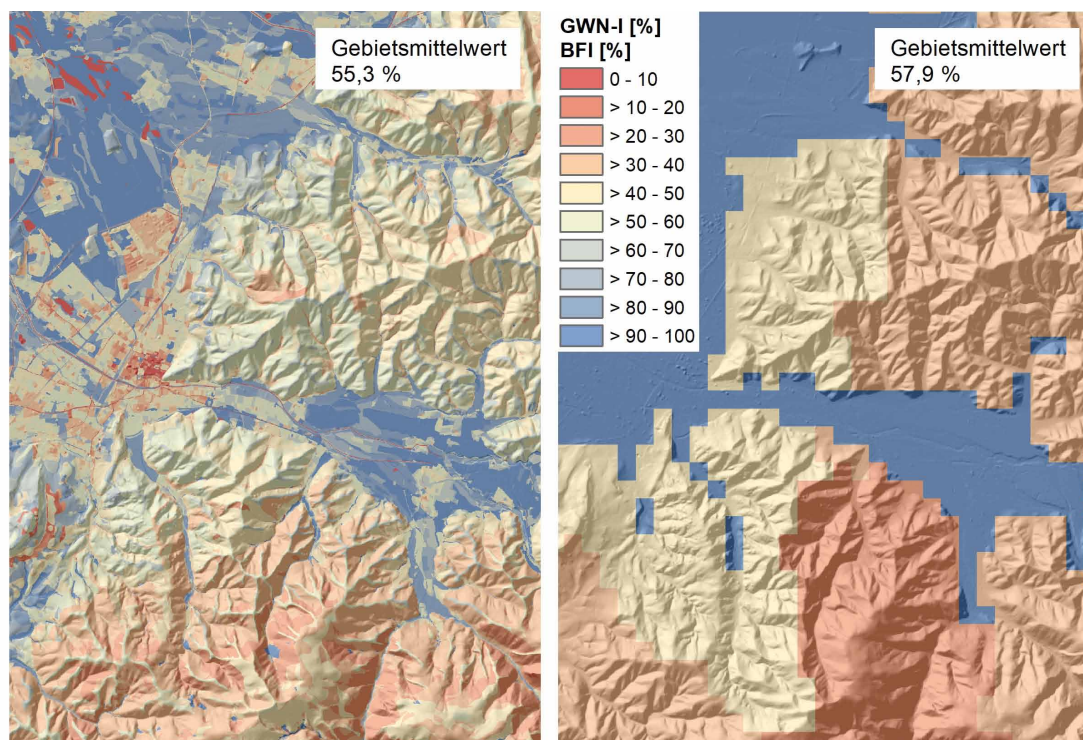 Gebietsmittelwert
55,3 %
GWN-I [%]
BFI [%]
0 - 10
> 10 - 20
> 20 - 30
> 30 - 40
> 40 - 50
> 50 - 60
> 60 - 70
> 70 - 80
> 80 - 90
> 90 - 100
Gebietsmittelwert
57,9 %